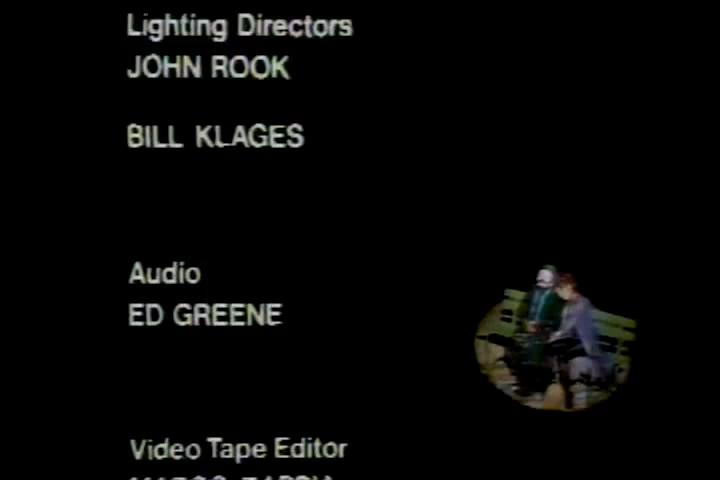 Lighting Directors
JOHN ROOK
BILL KLAGES
Audio
ED GREENE
Video Tape Editor